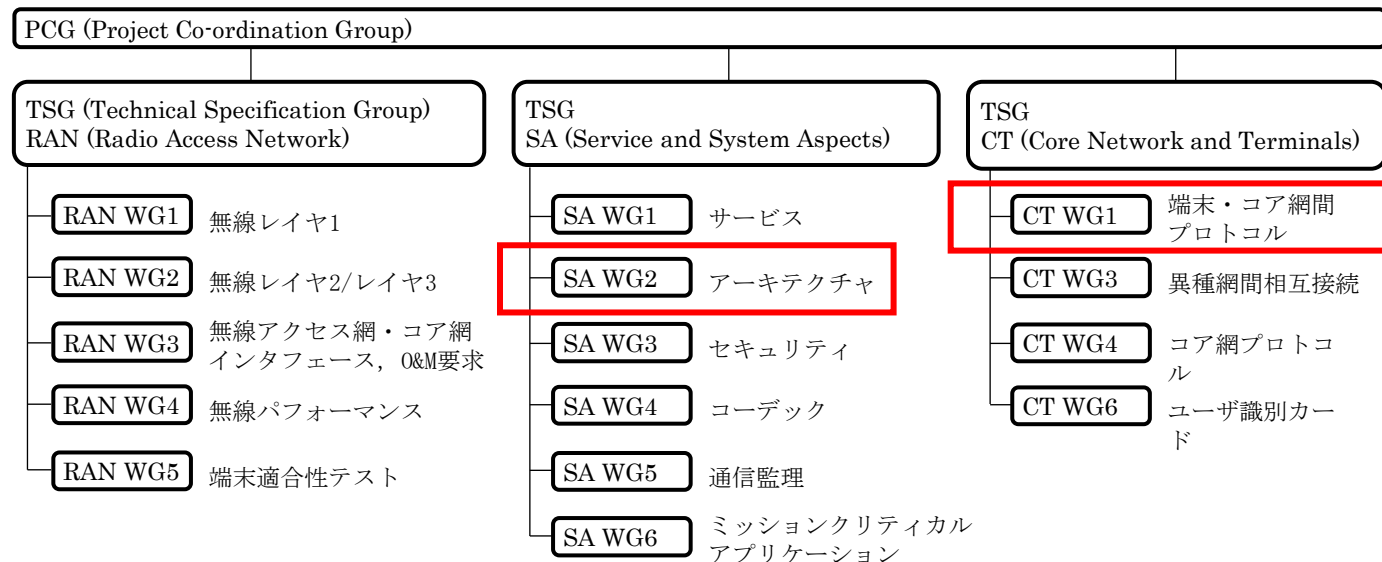 PCG (Project Co-ordination Group)
TSG (Technical Specification Group)
RAN (Radio Access Network)
RAN WG1
無線レイヤ1
RAN WG2
無線レイヤ2/レイヤ3
RAN WG3
無線アクセス網・コア網
インタフェース, O&M要求
RAN WG4
無線パフォーマンス
RAN WG5
端末適合性テスト
TSG
SA (Service and System Aspects)
SA WG1
サービス
SA WG2
アーキテクチャ
SA WG3
セキュリティ
SA WG4
コーデック
SA WG5
通信監理
SA WG6
ミッションクリティカル
アプリケーション
TSG
CT (Core Network and Terminals)
CT WG1
端末・コア網間
プロトコル
CT WG3
異種網間相互接続
CT WG4
コア網プロトコ
ル
CT WG6
ユーザ識別カー
ド